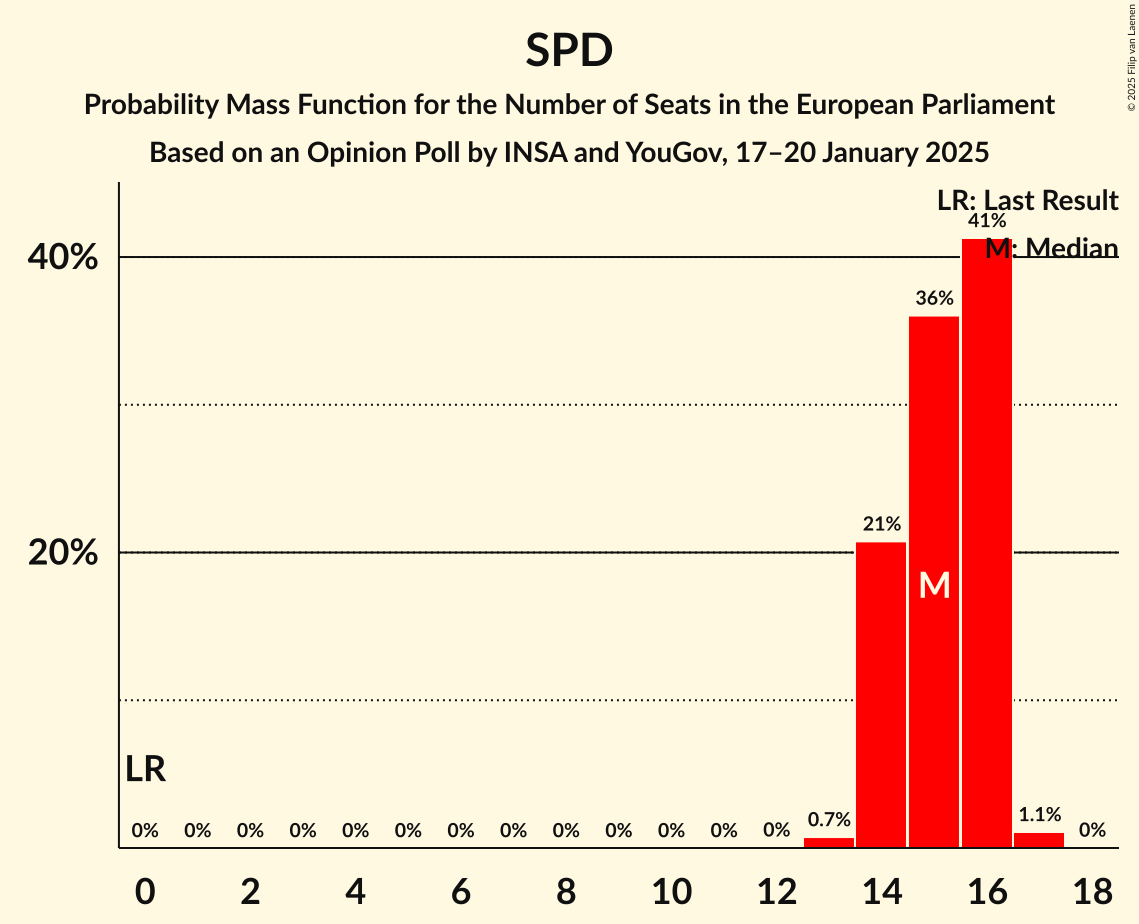 SPD
Probability Mass Function for the Number of Seats in the European Parliament
Based on an Opinion Poll by INSA and YouGov, 17–20 January 2025
© 2025 Filip van Laenen
LR: Last Result
M: Median
40%
20%
41%
36%
21%
M
LR
0% 0% 0% 0% 0% 0% 0% 0% 0% 0% 0% 0% 0% 0.7% 1.1% 0%
0 2 4 6 8 10 12 14 16 18